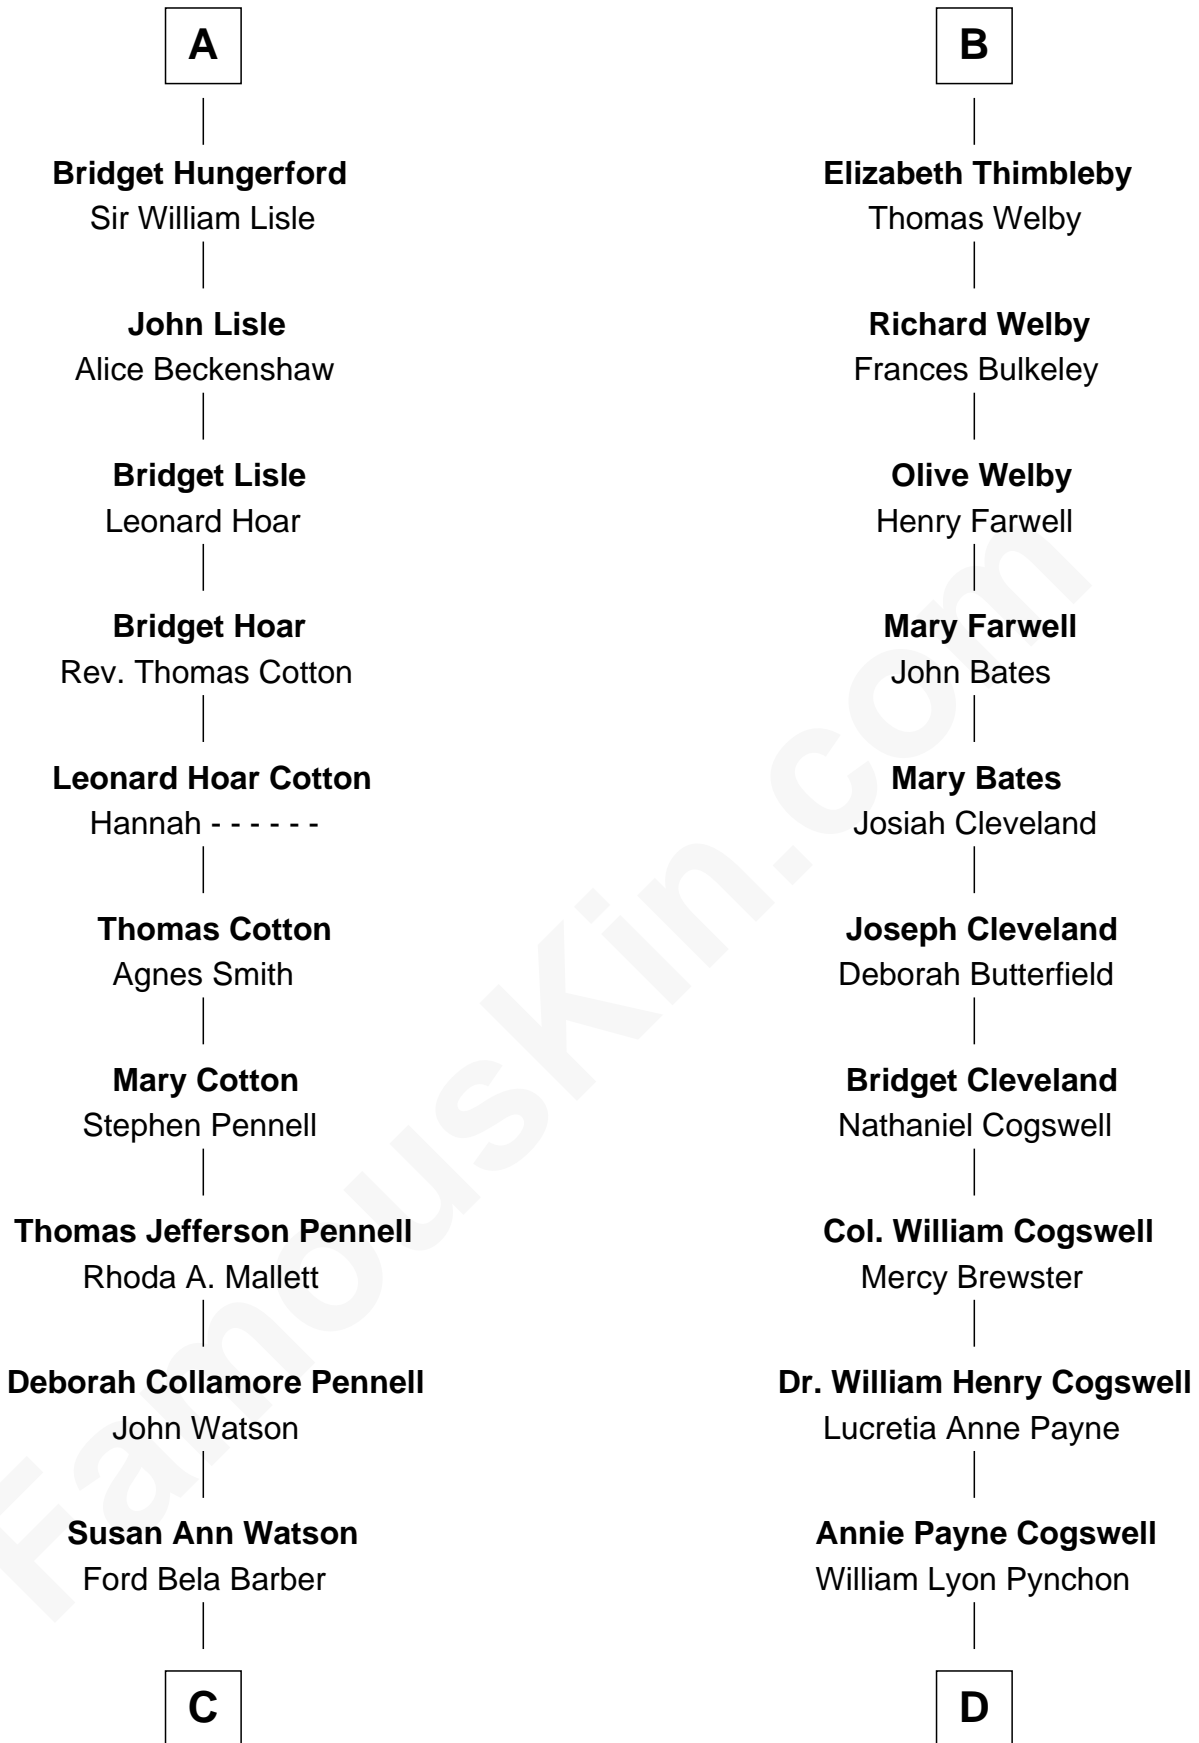 A
Bridget Hungerford
Sir William Lisle
John Lisle
Alice Beckenshaw
Bridget Lisle
Leonard Hoar
Bridget Hoar
Rev. Thomas Cotton
Leonard Hoar Cotton
Hannah - - - - - -
Thomas Cotton
Agnes Smith
Mary Cotton
Stephen Pennell
Thomas Jefferson Pennell
Rhoda A. Mallett
Deborah Collamore Pennell
John Watson
Susan Ann Watson
Ford Bela Barber
C
B
Elizabeth Thimbleby
Thomas Welby
Richard Welby
Frances Bulkeley
Olive Welby
Henry Farwell
Mary Farwell
John Bates
Mary Bates
Josiah Cleveland
Joseph Cleveland
Deborah Butterfield
Bridget Cleveland
Nathaniel Cogswell
Col. William Cogswell
Mercy Brewster
Dr. William Henry Cogswell
Lucretia Anne Payne
Annie Payne Cogswell
William Lyon Pynchon
D
FamousKin.com